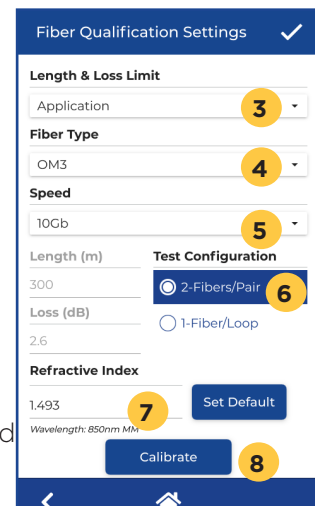 Fiber Qualification Settings
Length & Loss Limit
Application 3
Fiber Type
OM3 4
Speed
10Gb 5
Length (m) Test Configuration
300 2-Fibers/Pair 6
Loss (dB) 1-Fiber/Loop
2.6
Refractive Index
1.493 7 Set Default
d Wavelength: 850nm MM
Calibrate 8